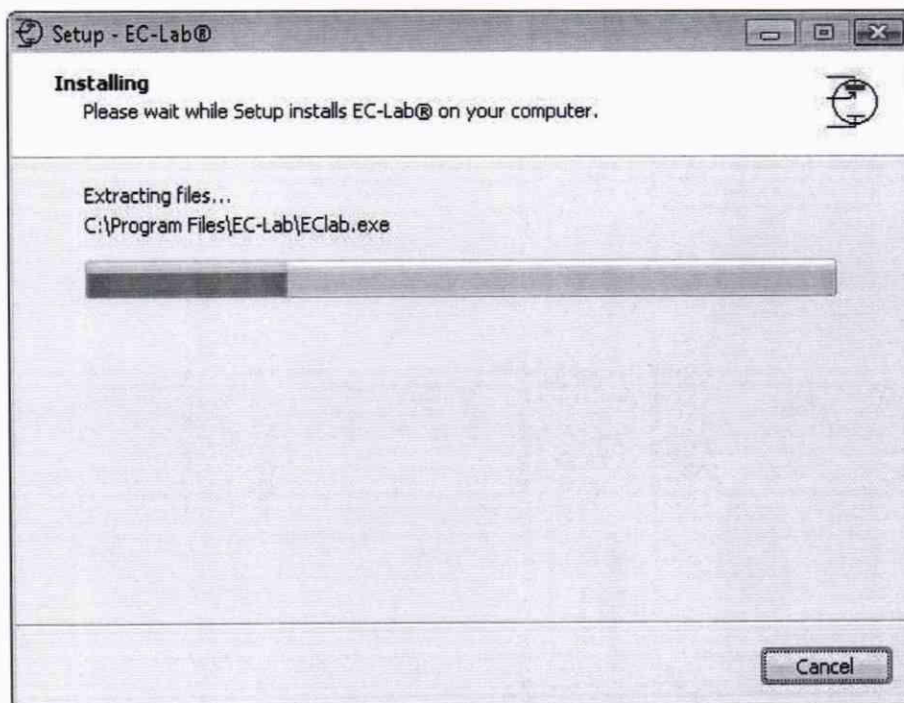 Setup - EC-Lab®
Installing
Please wait while Setup installs EC-Lab® on your computer.
Extracting files...
C:\Program Files\EC-Lab\EClab.exe
Cancel